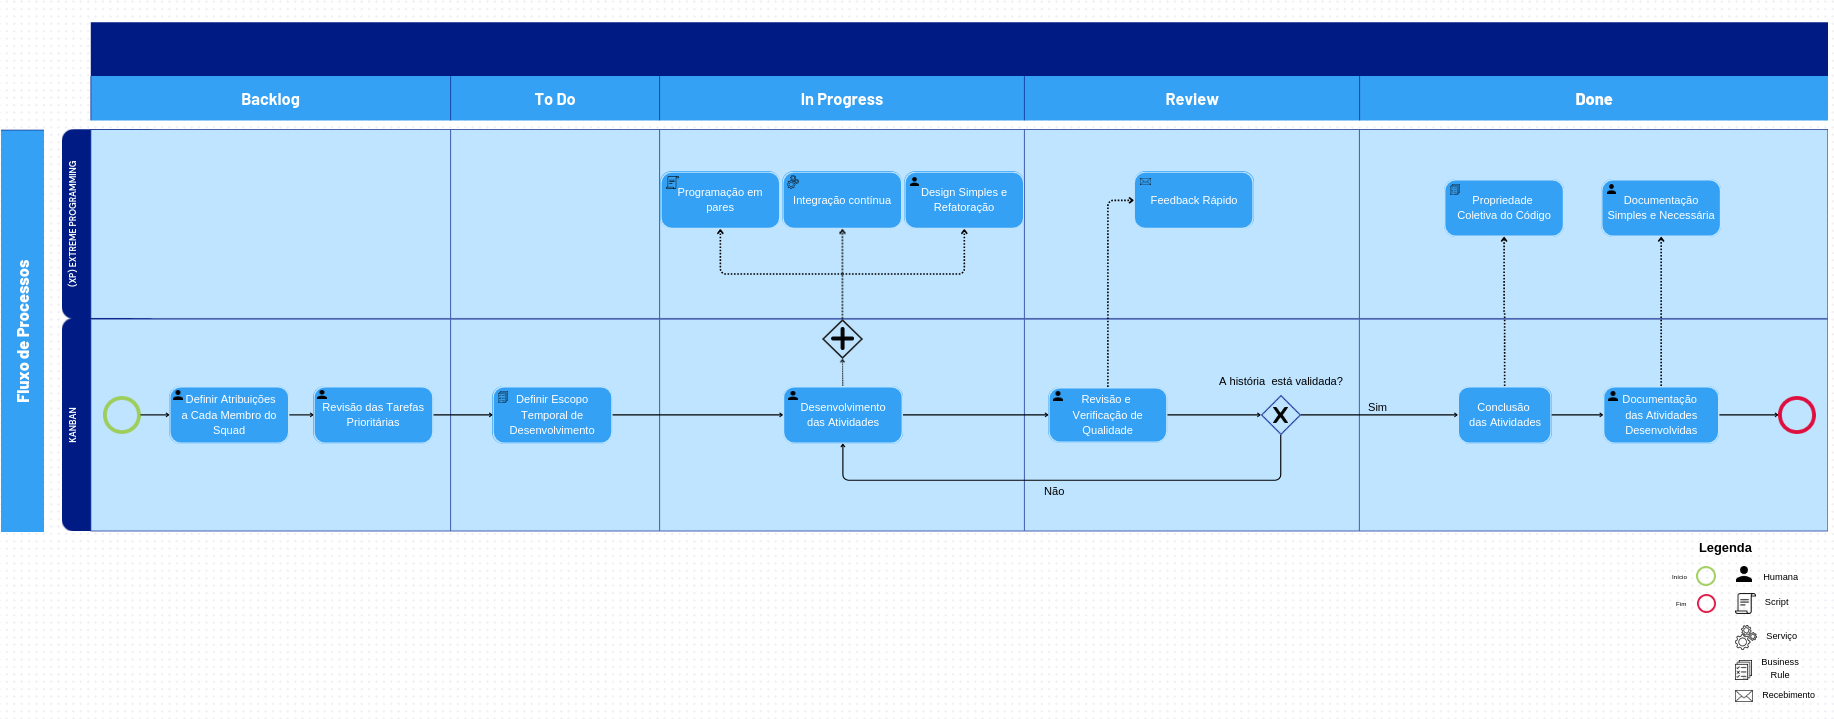 Backlog
To Do
In Progress
Review
Done
Fluxo de Processos
(XP) EXTREME PROGRAMMING
Programação em
pares
Integração contínua
Design Simples e
Refatoração
Feedback Rápido
Propriedade
Coletiva do Código
Documentação
Simples e Necessária
KANBAN
Definir Atribuições
a Cada Membro do
Squad
Revisão das Tarefas
Prioritárias
Definir Escopo
Temporal de
Desenvolvimento
Desenvolvimento
das Atividades
Revisão e
Verificação de
Qualidade
A história está validada?
X
Sim
Não
Conclusão
das Atividades
Documentação
das Atividades
Desenvolvidas
Legenda
Início
Humana
Fim
Script
Serviço
Business
Rule
Recebimento